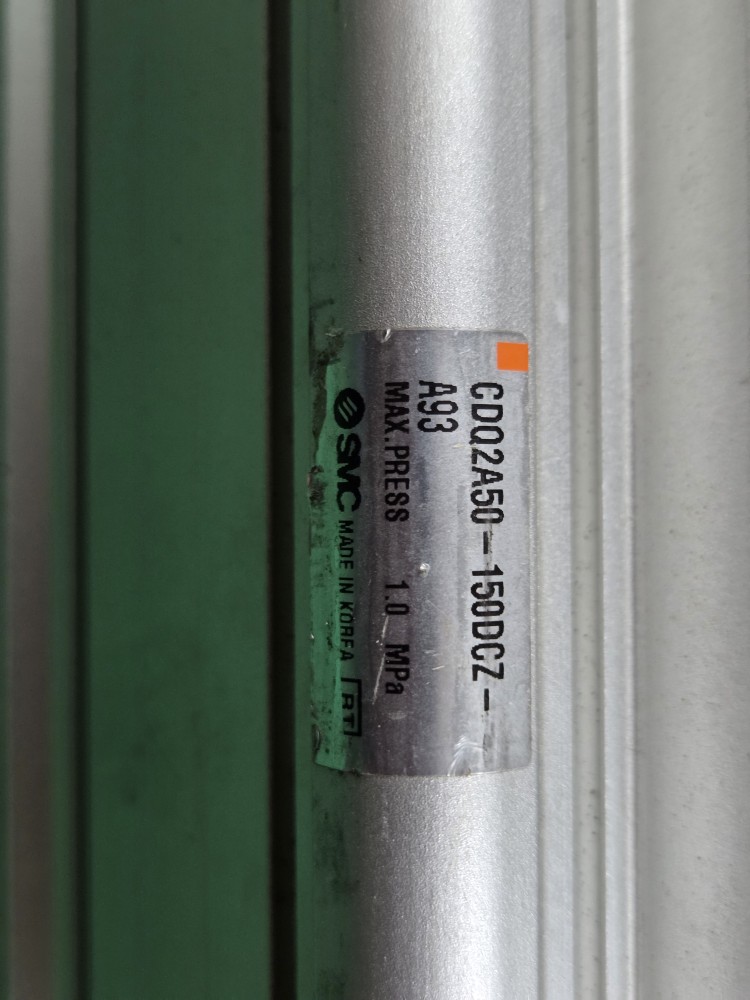 CDQ2A50-150DCZ-
A93
MAX.PRESS 1.0 MPa
SMC MADE IN KOREA RT